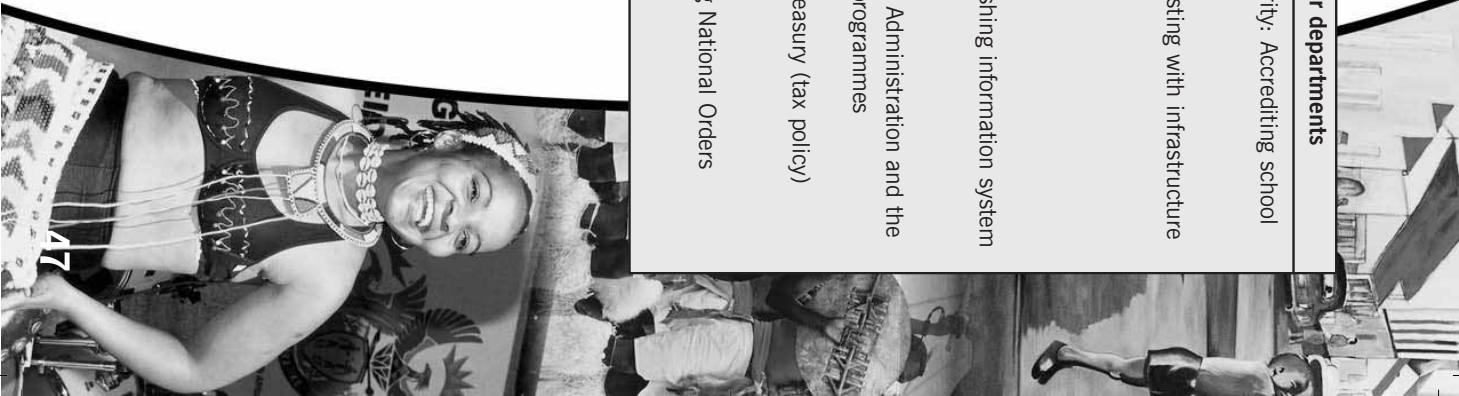 r departments
rity: Accrediting school
sting with infrastructure
shing information system
Administration and the
programmes
easury (tax policy)
g National Orders
47